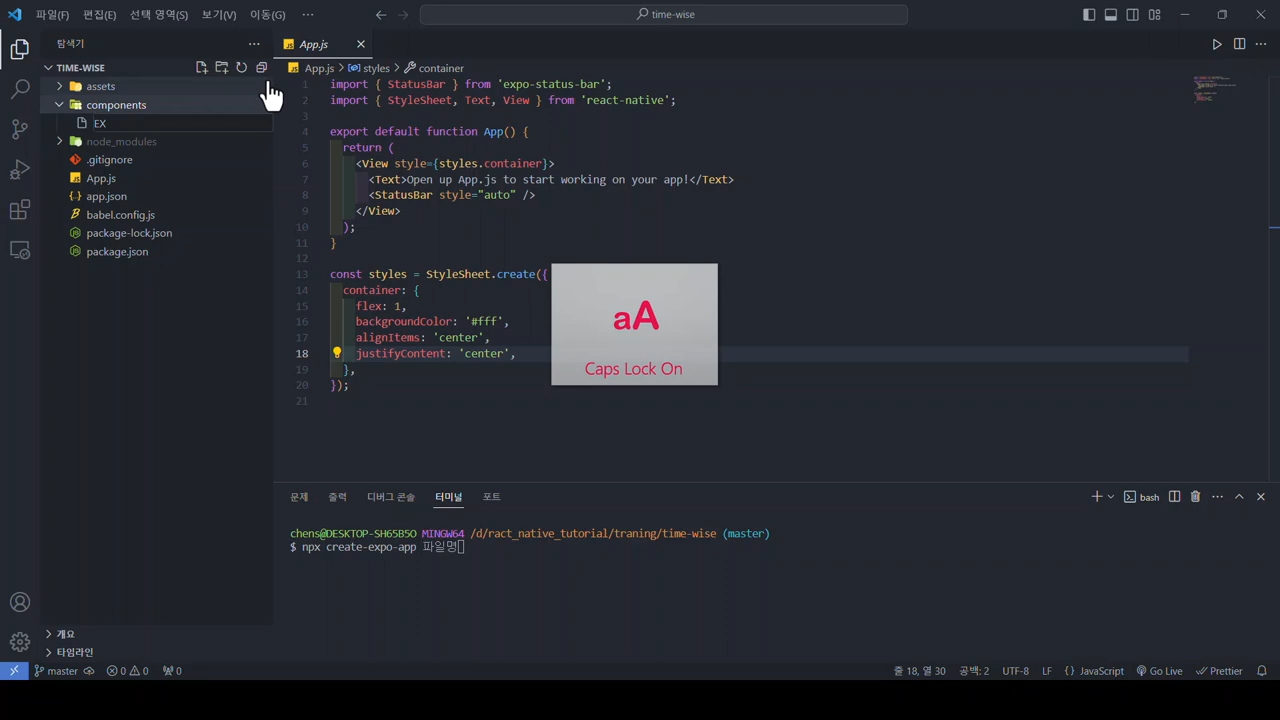 파일(F) 편집(E) 선택 영역(S) 보기(V) 이동(G) ··· time-wise
탐색기 ···
TIME-WISE
assets
components
EX
node_modules
.gitignore
App.js
app.json
babel.config.js
package-lock.json
package.json
개요
타임라인
App.js
App.js > styles > container
1 import { StatusBar } from 'expo-status-bar';
2 import { StyleSheet, Text, View } from 'react-native';
3
4 export default function App() {
5 return (
6 <View style={styles.container}>
7 <Text>Open up App.js to start working on your app!</Text>
8 <StatusBar style="auto" />
9 </View>
10 );
11 }
12
13 const styles = StyleSheet.create({
14 container: {
15 flex: 1,
16 backgroundColor: '#fff',
17 alignItems: 'center',
18 justifyContent: 'center',
19 },
20 });
21
aA
Caps Lock On
문제 출력 디버그 콘솔 터미널 포트 bash
chens@DESKTOP-SH65B5O MINGW64 /d/ract_native_tutorial/traning/time-wise (master)
$ npx create-expo-app 파일명
master 0 0 0 줄 18, 열 30 공백: 2 UTF-8 LF { } JavaScript Go Live Prettier